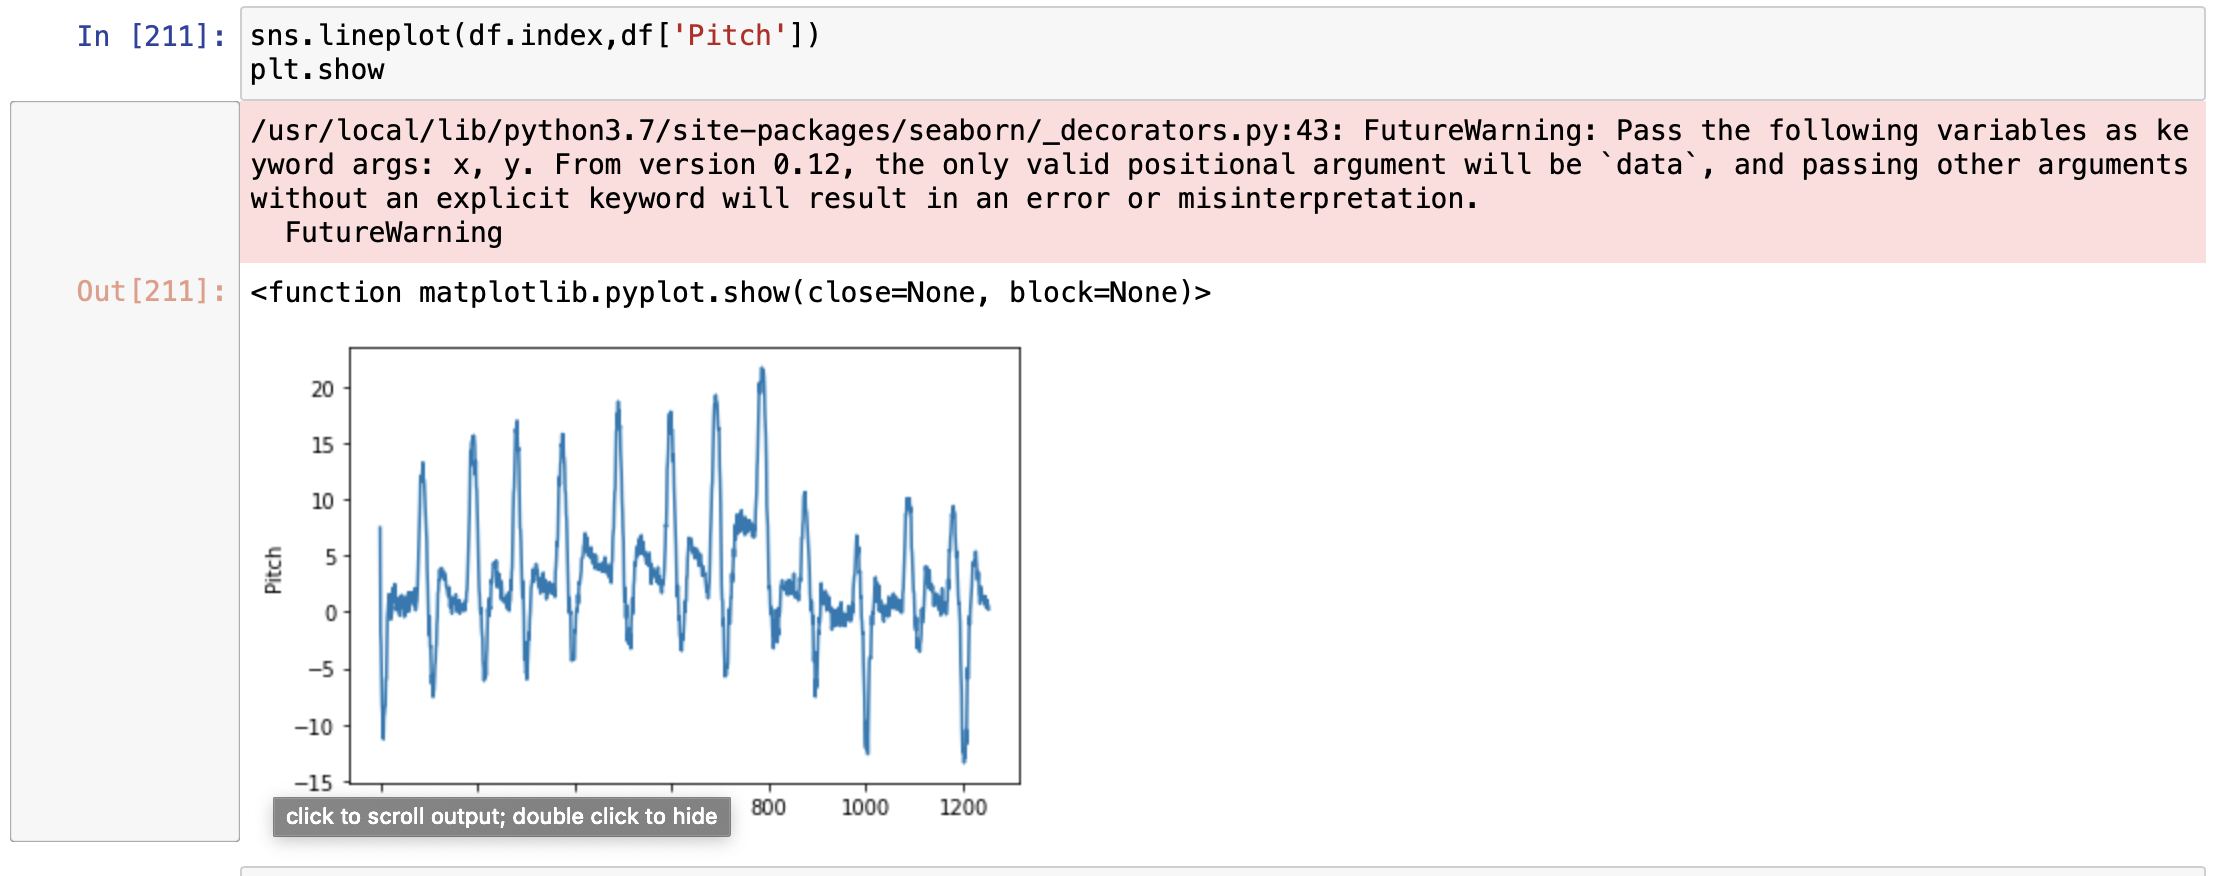 In [211]:
sns.lineplot(df.index,df['Pitch'])
plt.show
/usr/local/lib/python3.7/site-packages/seaborn/_decorators.py:43: FutureWarning: Pass the following variables as ke
yword args: x, y. From version 0.12, the only valid positional argument will be `data`, and passing other arguments
without an explicit keyword will result in an error or misinterpretation.
  FutureWarning
Out[211]:
<function matplotlib.pyplot.show(close=None, block=None)>
20
15
10
5
0
−5
−10
−15
Pitch
800 1000 1200
click to scroll output; double click to hide